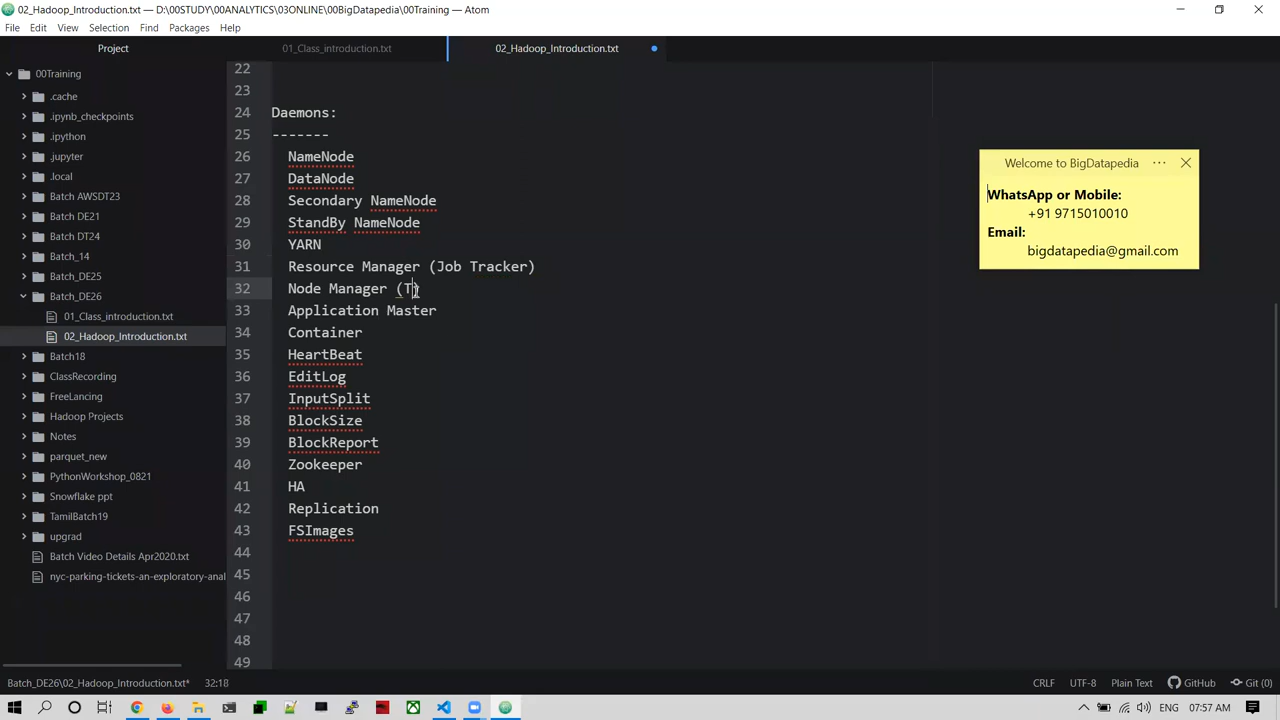 02_Hadoop_Introduction.txt — D:\00STUDY\00ANALYTICS\03ONLINE\BigDatapedia\00Training — Atom
File Edit View Selection Find Packages Help
Project
01_Class_introduction.txt
02_Hadoop_Introduction.txt
00Training
.cache
.ipynb_checkpoints
.ipython
.jupyter
.local
Batch AWSDT23
Batch DE21
Batch DT24
Batch_14
Batch_DE25
Batch_DE26
01_Class_introduction.txt
02_Hadoop_Introduction.txt
Batch18
ClassRecording
FreeLancing
Hadoop Projects
Notes
parquet_new
PythonWorkshop_0821
Snowflake ppt
TamilBatch19
upgrad
Batch Video Details Apr2020.txt
nyc-parking-tickets-an-exploratory-anal
22
23
24 Daemons:
25 -------
26 NameNode
27 DataNode
28 Secondary NameNode
29 StandBy NameNode
30 YARN
31 Resource Manager (Job Tracker)
32 Node Manager (T)
33 Application Master
34 Container
35 HeartBeat
36 EditLog
37 InputSplit
38 BlockSize
39 BlockReport
40 Zookeeper
41 HA
42 Replication
43 FSImages
44
45
46
47
48
49
Welcome to BigDatapedia
WhatsApp or Mobile:
+91 9715010010
Email:
bigdatapedia@gmail.com
Batch_DE26\02_Hadoop_Introduction.txt* 32:18
CRLF UTF-8 Plain Text GitHub Git (0)
07:57 AM